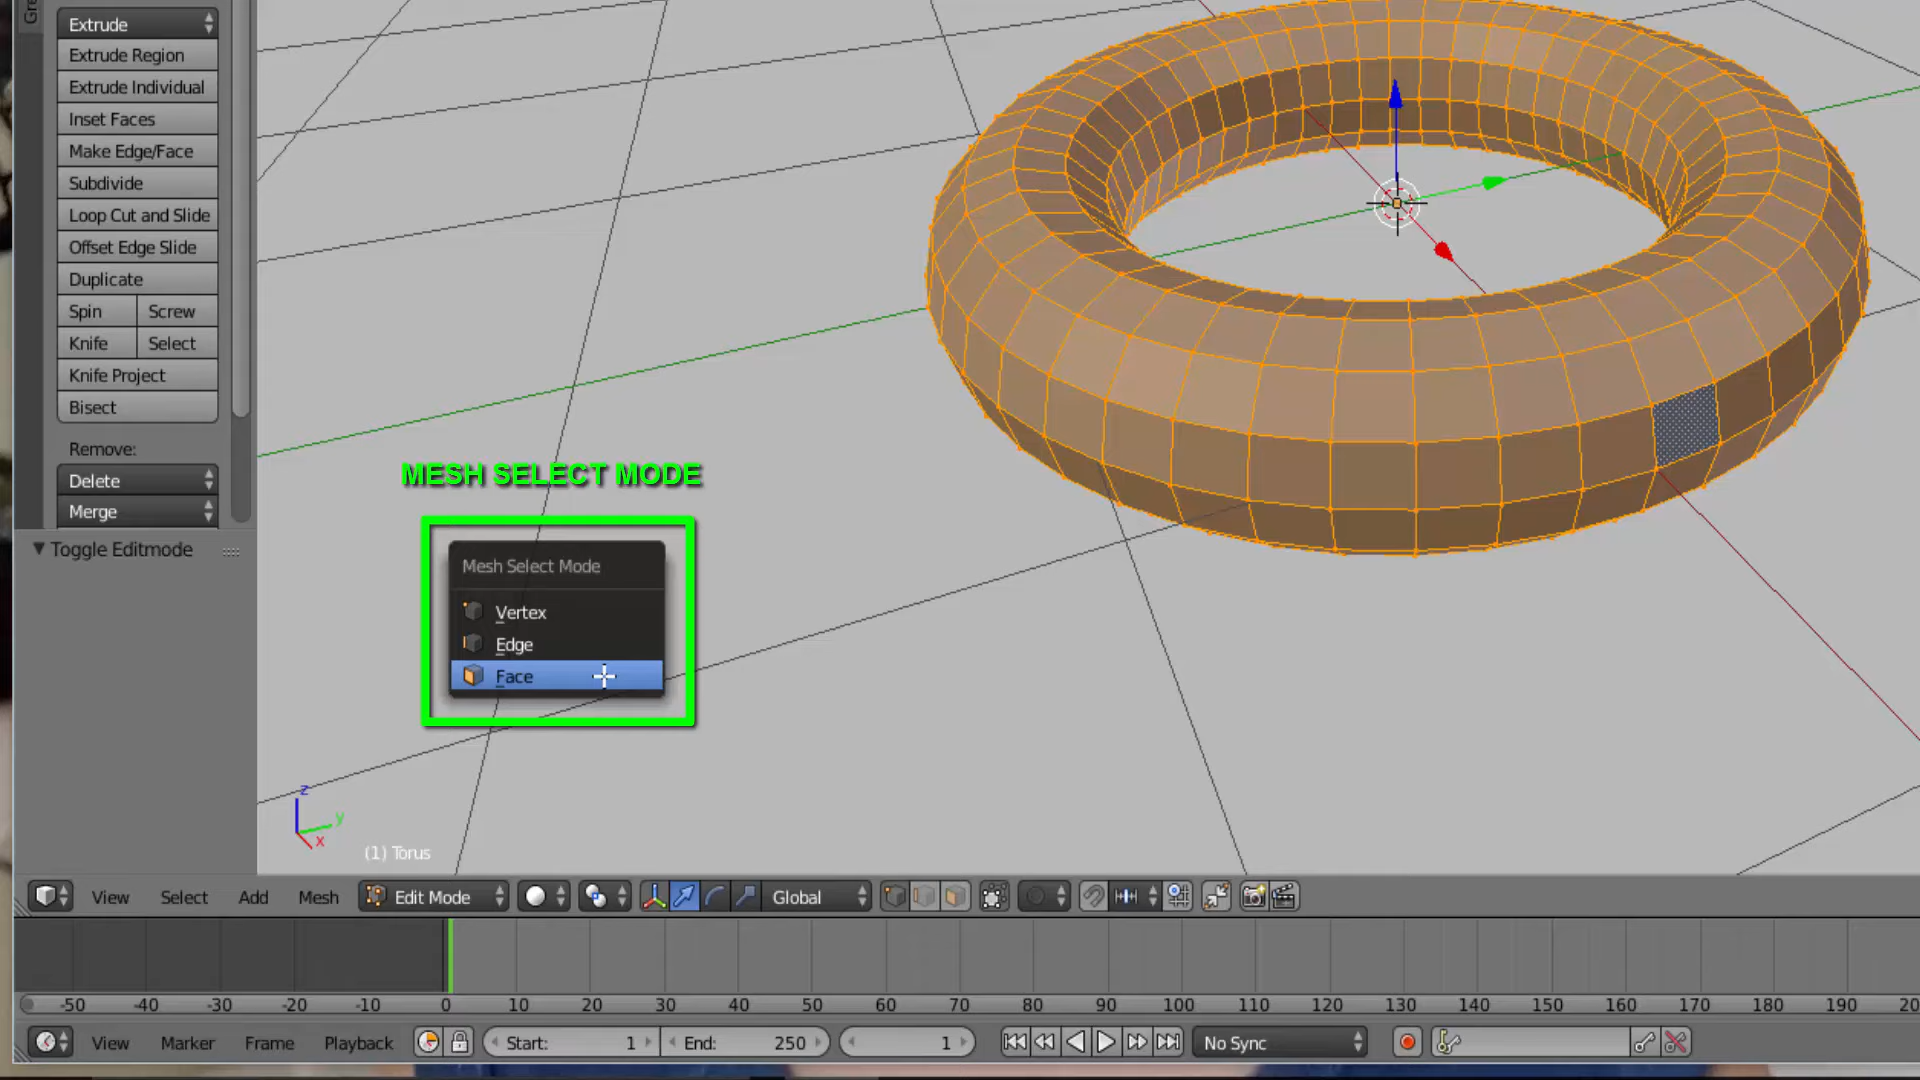 Gre
Extrude
Extrude Region
Extrude Individual
Inset Faces
Make Edge/Face
Subdivide
Loop Cut and Slide
Offset Edge Slide
Duplicate
Spin Screw
Knife Select
Knife Project
Bisect
Remove:
Delete
Merge
Toggle Editmode
MESH SELECT MODE
Mesh Select Mode
Vertex
Edge
Face
z
y
x
(1) Torus
View Select Add Mesh Edit Mode Global
-50 -40 -30 -20 -10 0 10 20 30 40 50 60 70 80 90 100 110 120 130 140 150 160 170 180 190 20
View Marker Frame Playback Start: 1 End: 250 1 No Sync